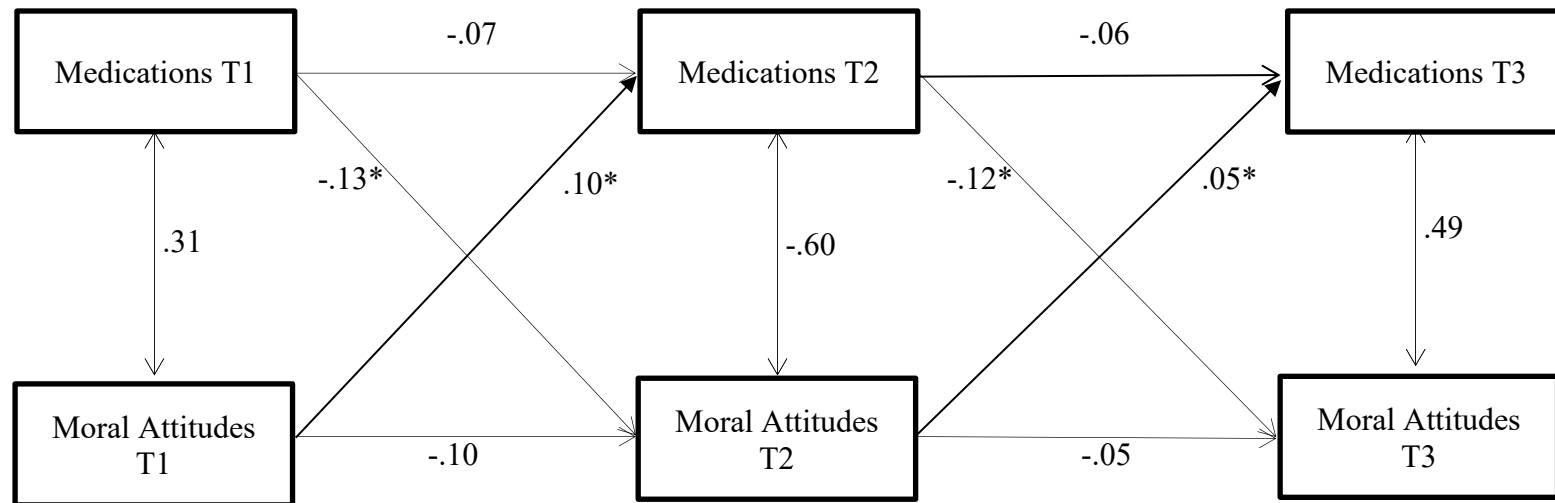 -.07
-.06
Medications T1
Medications T2
Medications T3
-.13*
.10*
-.12*
.05*
.31
-.60
.49
Moral Attitudes
T1
Moral Attitudes
T2
Moral Attitudes
T3
-.10
-.05